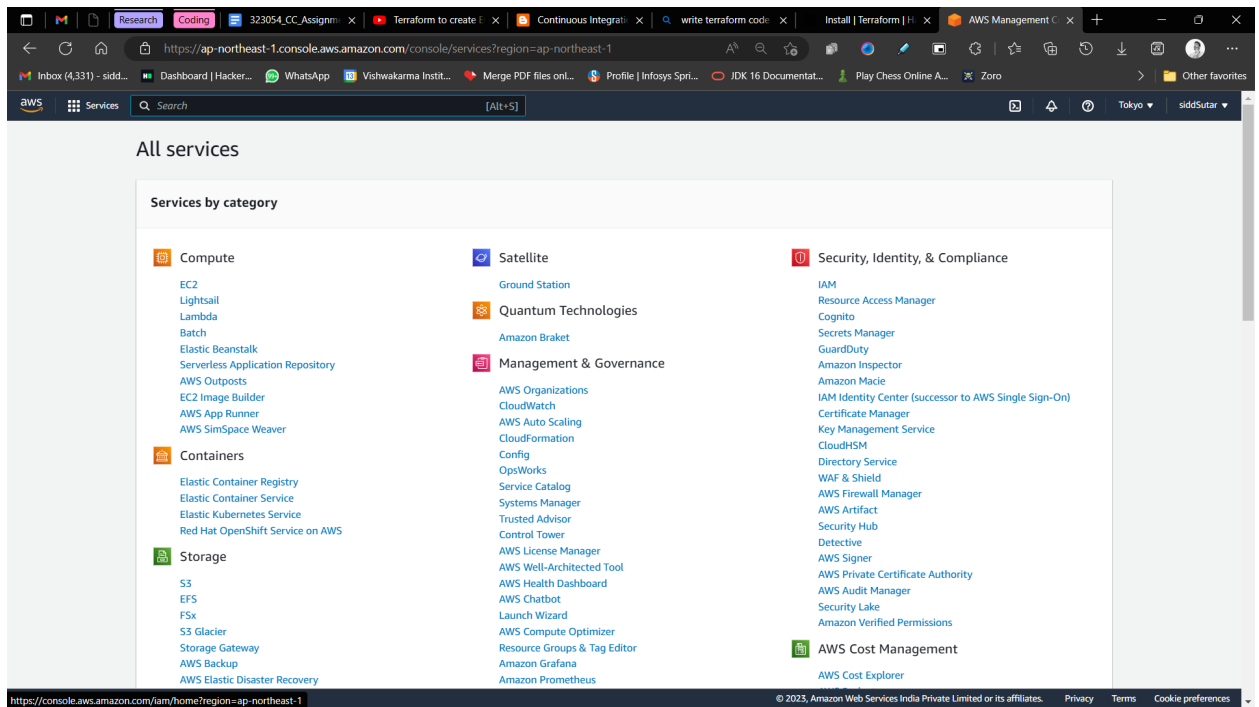 Research
Coding
323054_CC_Assignm
Terraform to create E
Continuous Integratio
write terraform code
Install | Terraform | Ha
AWS Management Co
https://ap-northeast-1.console.aws.amazon.com/console/services?region=ap-northeast-1
Inbox (4,331) - sidd...
Dashboard | Hacker...
WhatsApp
Vishwakarma Instit...
Merge PDF files onl...
Profile | Infosys Spri...
JDK 16 Documentat...
Play Chess Online A...
Zoro
Other favorites
aws
Services
Search
[Alt+S]
Tokyo
siddSutar
All services
Services by category
Compute
EC2
Lightsail
Lambda
Batch
Elastic Beanstalk
Serverless Application Repository
AWS Outposts
EC2 Image Builder
AWS App Runner
AWS SimSpace Weaver
Containers
Elastic Container Registry
Elastic Container Service
Elastic Kubernetes Service
Red Hat OpenShift Service on AWS
Storage
S3
EFS
FSx
S3 Glacier
Storage Gateway
AWS Backup
AWS Elastic Disaster Recovery
Satellite
Ground Station
Quantum Technologies
Amazon Braket
Management & Governance
AWS Organizations
CloudWatch
AWS Auto Scaling
CloudFormation
Config
OpsWorks
Service Catalog
Systems Manager
Trusted Advisor
Control Tower
AWS License Manager
AWS Well-Architected Tool
AWS Health Dashboard
AWS Chatbot
Launch Wizard
AWS Compute Optimizer
Resource Groups & Tag Editor
Amazon Grafana
Amazon Prometheus
Security, Identity, & Compliance
IAM
Resource Access Manager
Cognito
Secrets Manager
GuardDuty
Amazon Inspector
Amazon Macie
IAM Identity Center (successor to AWS Single Sign-On)
Certificate Manager
Key Management Service
CloudHSM
Directory Service
WAF & Shield
AWS Firewall Manager
AWS Artifact
Security Hub
Detective
AWS Signer
AWS Private Certificate Authority
AWS Audit Manager
Security Lake
Amazon Verified Permissions
AWS Cost Management
AWS Cost Explorer
https://console.aws.amazon.com/iam/home?region=ap-northeast-1
© 2023, Amazon Web Services India Private Limited or its affiliates.
Privacy
Terms
Cookie preferences